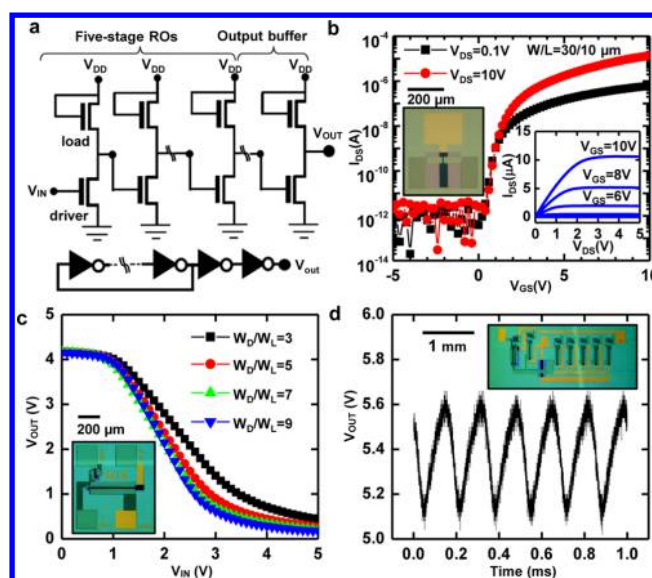 a
Five-stage ROs
Output buffer
V_DD V_DD V_DD V_DD
load
V_OUT
V_IN
driver
V_out
b
10^-4
10^-6
10^-8
10^-10
10^-12
10^-14
I_DS(A)
V_DS=0.1V
V_DS=10V
W/L=30/10 µm
200 µm
I_DS(µA)
15
10
5
0
V_GS=10V
V_GS=8V
V_GS=6V
0 1 2 3 4 5
V_DS(V)
-5 0 5 10
V_GS(V)
c
V_OUT (V)
5
4
3
2
1
0
W_D/W_L=3
W_D/W_L=5
W_D/W_L=7
W_D/W_L=9
200 µm
0 1 2 3 4 5
V_IN (V)
d
V_OUT (V)
6.0
5.8
5.6
5.4
5.2
5.0
1 mm
0.0 0.2 0.4 0.6 0.8 1.0
Time (ms)